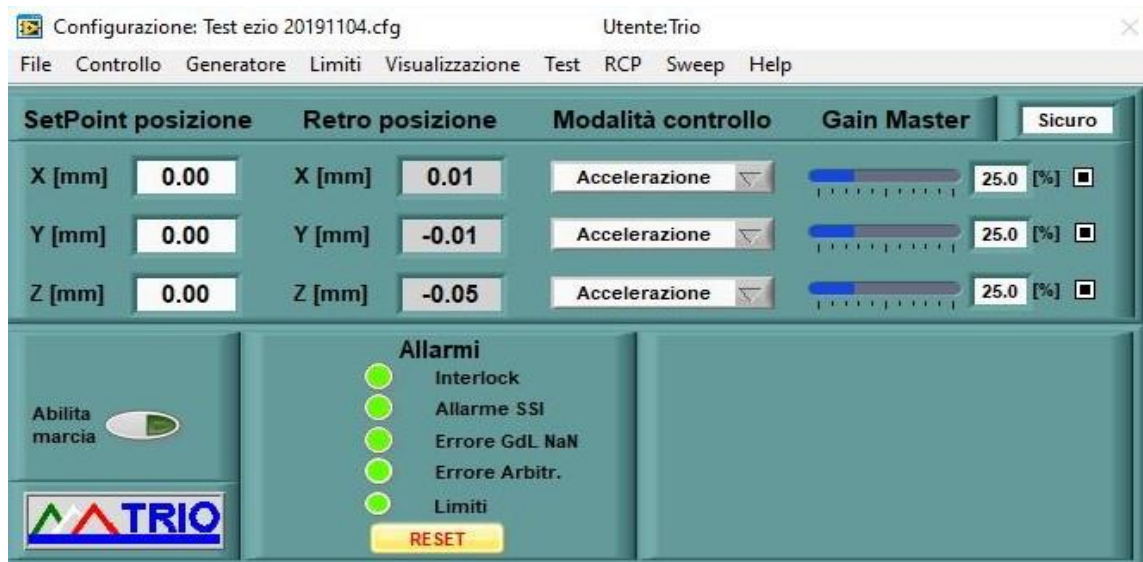 Configurazione: Test ezio 20191104.cfg Utente:Trio
File Controllo Generatore Limiti Visualizzazione Test RCP Sweep Help
SetPoint posizione Retro posizione Modalità controllo Gain Master Sicuro
X [mm] 0.00 X [mm] 0.01 Accelerazione 25.0 [%]
Y [mm] 0.00 Y [mm] -0.01 Accelerazione 25.0 [%]
Z [mm] 0.00 Z [mm] -0.05 Accelerazione 25.0 [%]
Abilita
marcia
TRIO
Allarmi
Interlock
Allarme SSI
Errore GdL NaN
Errore Arbitr.
Limiti
RESET